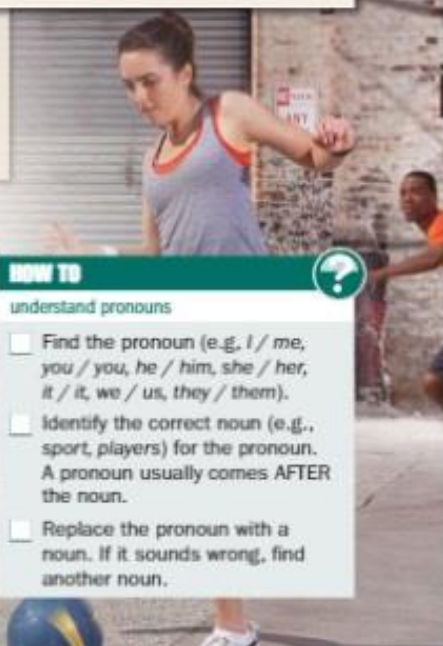 HOW TO
?
understand pronouns
Find the pronoun (e.g, I / me,
you / you, he / him, she / her,
it / it, we / us, they / them).
Identify the correct noun (e.g.,
sport, players) for the pronoun.
A pronoun usually comes AFTER
the noun.
Replace the pronoun with a
noun. If it sounds wrong, find
another noun.